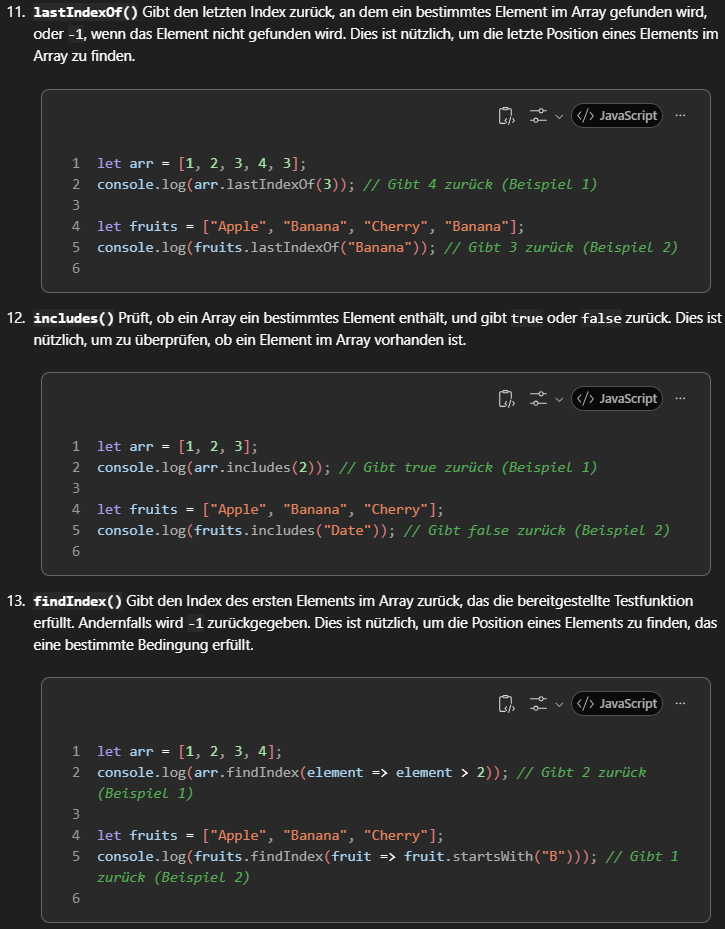 11. lastIndexOf() Gibt den letzten Index zurück, an dem ein bestimmtes Element im Array gefunden wird,
oder -1, wenn das Element nicht gefunden wird. Dies ist nützlich, um die letzte Position eines Elements im
Array zu finden.
JavaScript ...
1 let arr = [1, 2, 3, 4, 3];
2 console.log(arr.lastIndexOf(3)); // Gibt 4 zurück (Beispiel 1)
3
4 let fruits = ["Apple", "Banana", "Cherry", "Banana"];
5 console.log(fruits.lastIndexOf("Banana")); // Gibt 3 zurück (Beispiel 2)
6
12. includes() Prüft, ob ein Array ein bestimmtes Element enthält, und gibt true oder false zurück. Dies ist
nützlich, um zu überprüfen, ob ein Element im Array vorhanden ist.
JavaScript ...
1 let arr = [1, 2, 3];
2 console.log(arr.includes(2)); // Gibt true zurück (Beispiel 1)
3
4 let fruits = ["Apple", "Banana", "Cherry"];
5 console.log(fruits.includes("Date")); // Gibt false zurück (Beispiel 2)
6
13. findIndex() Gibt den Index des ersten Elements im Array zurück, das die bereitgestellte Testfunktion
erfüllt. Andernfalls wird -1 zurückgegeben. Dies ist nützlich, um die Position eines Elements zu finden, das
eine bestimmte Bedingung erfüllt.
JavaScript ...
1 let arr = [1, 2, 3, 4];
2 console.log(arr.findIndex(element => element > 2)); // Gibt 2 zurück
(Beispiel 1)
3
4 let fruits = ["Apple", "Banana", "Cherry"];
5 console.log(fruits.findIndex(fruit => fruit.startsWith("B"))); // Gibt 1
zurück (Beispiel 2)
6